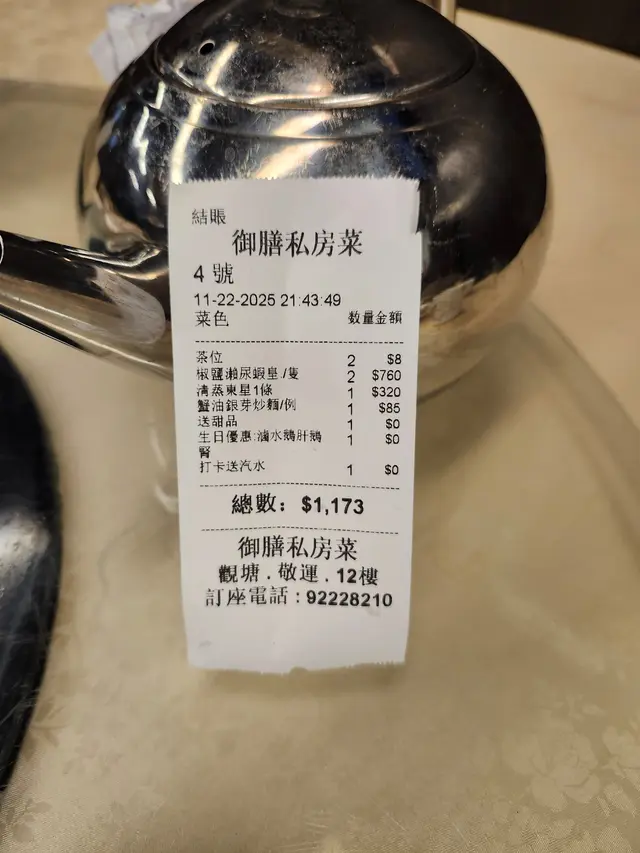 結賬
御膳私房菜
4 號
11-22-2025 21:43:49
菜色 数量金額
茶位 2 $8
椒鹽瀨尿蝦皇/隻 2 $760
清蒸東星1條 1 $320
蟹油銀芽炒麵/例 1 $85
送甜品 1 $0
生日優惠:滷水鵝肝鵝 1 $0
腎
打卡送汽水 1 $0
總數: $1,173
御膳私房菜
觀塘 . 敬運 . 12樓
訂座電話 : 92228210